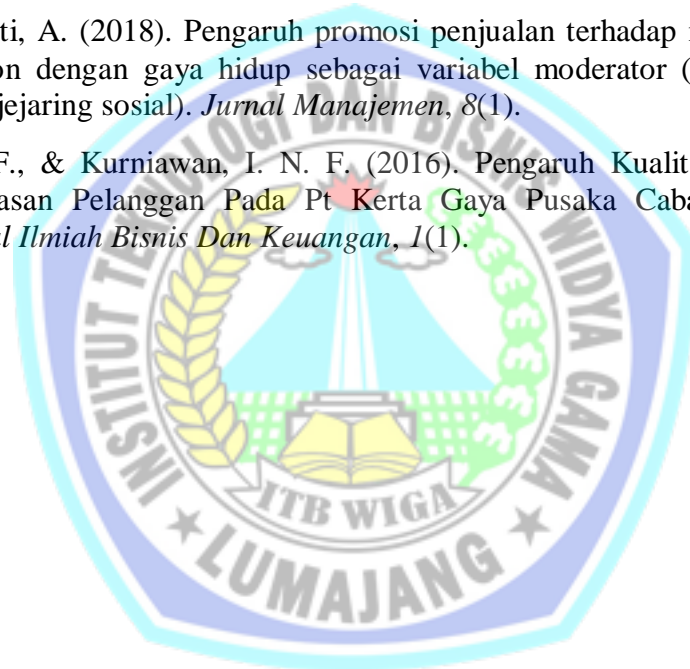 ti, A. (2018). Pengaruh promosi penjualan terhadap
on dengan gaya hidup sebagai variabel moderator (
jejaring sosial). Jurnal Manajemen, 8(1).
F., & Kurniawan, I. N. F. (2016). Pengaruh Kualit
asan Pelanggan Pada Pt Kerta Gaya Pusaka Caba
l Ilmiah Bisnis Dan Keuangan, 1(1).
INSTITUT TEKNOLOGI DAN BISNIS WIDYA GAMA
ITB WIGA
LUMAJANG